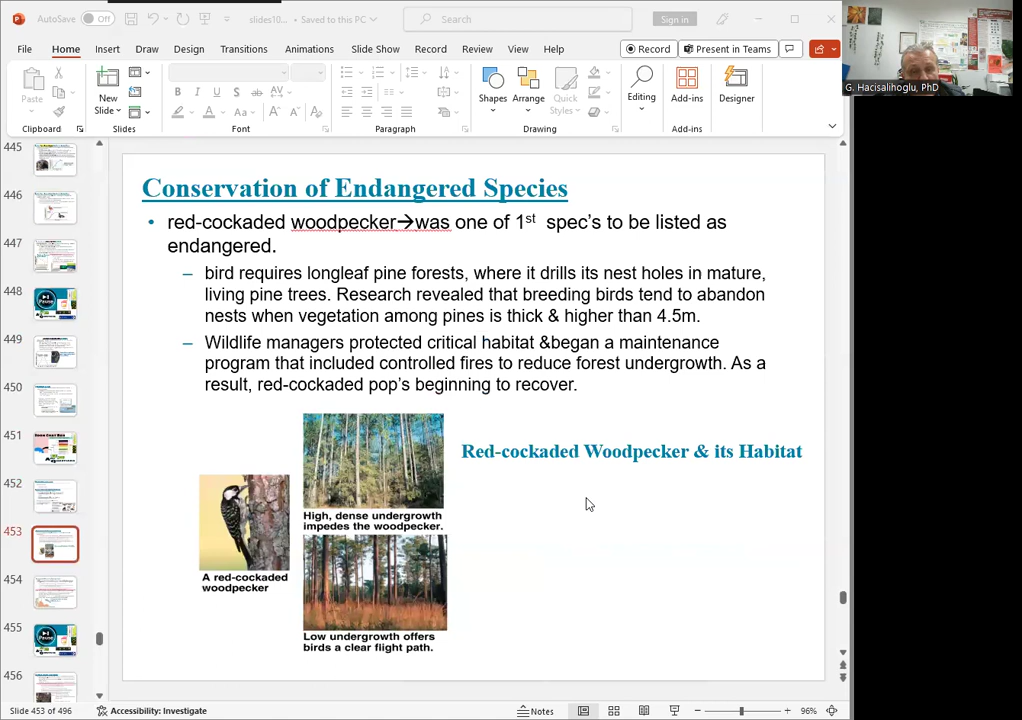 AutoSave Off slides10... • Saved to this PC Search Sign in
File Home Insert Draw Design Transitions Animations Slide Show Record Review View Help Record Present in Teams
Paste New Slide Shapes Arrange Quick Styles Editing Add-ins Designer
Clipboard Slides Font Paragraph Drawing Add-ins
G. Hacisalihoglu, PhD
445
446
447
448
449
450
451
452
453
454
455
456
Conservation of Endangered Species
• red-cockaded woodpecker→was one of 1st spec's to be listed as
endangered.
– bird requires longleaf pine forests, where it drills its nest holes in mature,
living pine trees. Research revealed that breeding birds tend to abandon
nests when vegetation among pines is thick & higher than 4.5m.
– Wildlife managers protected critical habitat &began a maintenance
program that included controlled fires to reduce forest undergrowth. As a
result, red-cockaded pop's beginning to recover.
Red-cockaded Woodpecker & its Habitat
High, dense undergrowth
impedes the woodpecker.
A red-cockaded
woodpecker
Low undergrowth offers
birds a clear flight path.
Slide 453 of 496 Accessibility: Investigate Notes 96%